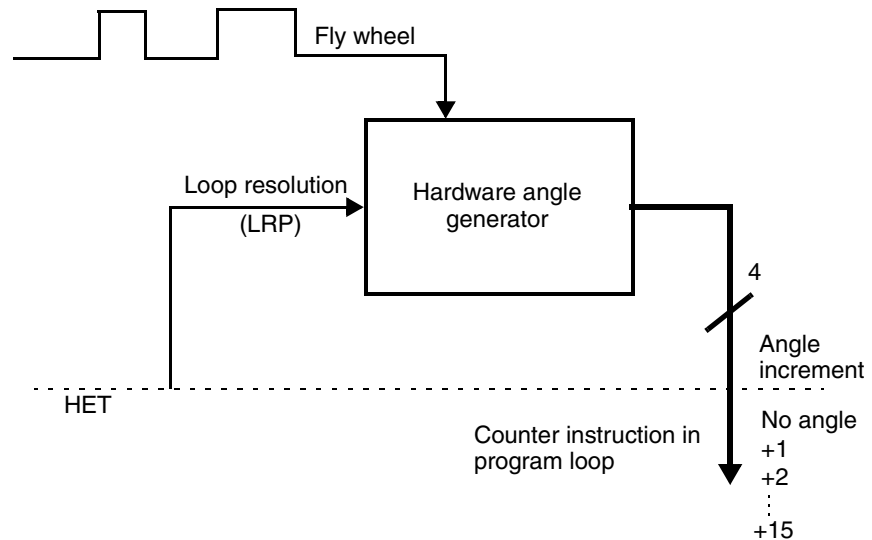 Fly wheel
Loop resolution
(LRP)
Hardware angle
generator
4
Angle
increment
HET
Counter instruction in
program loop
No angle
+1
+2
+15